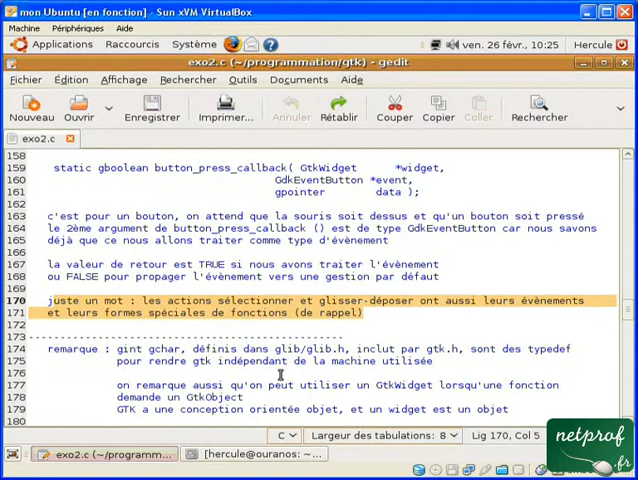 mon Ubuntu [en fonction] - Sun xVM VirtualBox
Machine Périphériques Aide
Applications Raccourcis Système ven. 26 févr., 10:25 Hercule
exo2.c (~/programmation/gtk) - gedit
Fichier Édition Affichage Rechercher Outils Documents Aide
Nouveau Ouvrir Enregistrer Imprimer... Annuler Rétablir Couper Copier Coller Rechercher
exo2.c
158
159 static gboolean button_press_callback( GtkWidget *widget,
160 GdkEventButton *event,
161 gpointer data );
162
163 c'est pour un bouton, on attend que la souris soit dessus et qu'un bouton soit pressé
164 le 2ème argument de button_press_callback () est de type GdkEventButton car nous savons
165 déjà que ce nous allons traiter comme type d'évènement
166
167 la valeur de retour est TRUE si nous avons traiter l'évènement
168 ou FALSE pour propager l'évènement vers une gestion par défaut
169
170 juste un mot : les actions sélectionner et glisser-déposer ont aussi leurs évènements
171 et leurs formes spéciales de fonctions (de rappel)
172
173 --------------------------------------------
174 remarque : gint gchar, définis dans glib/glib.h, inclut par gtk.h, sont des typedef
175 pour rendre gtk indépendant de la machine utilisée
176
177 on remarque aussi qu'on peut utiliser un GtkWidget lorsqu'une fonction
178 demande un GtkObject
179 GTK a une conception orientée objet, et un widget est un objet
180
C Largeur des tabulations: 8 Lig 170, Col 5
exo2.c (~/programm... [hercule@ouranos: ~/...
netprof
.fr